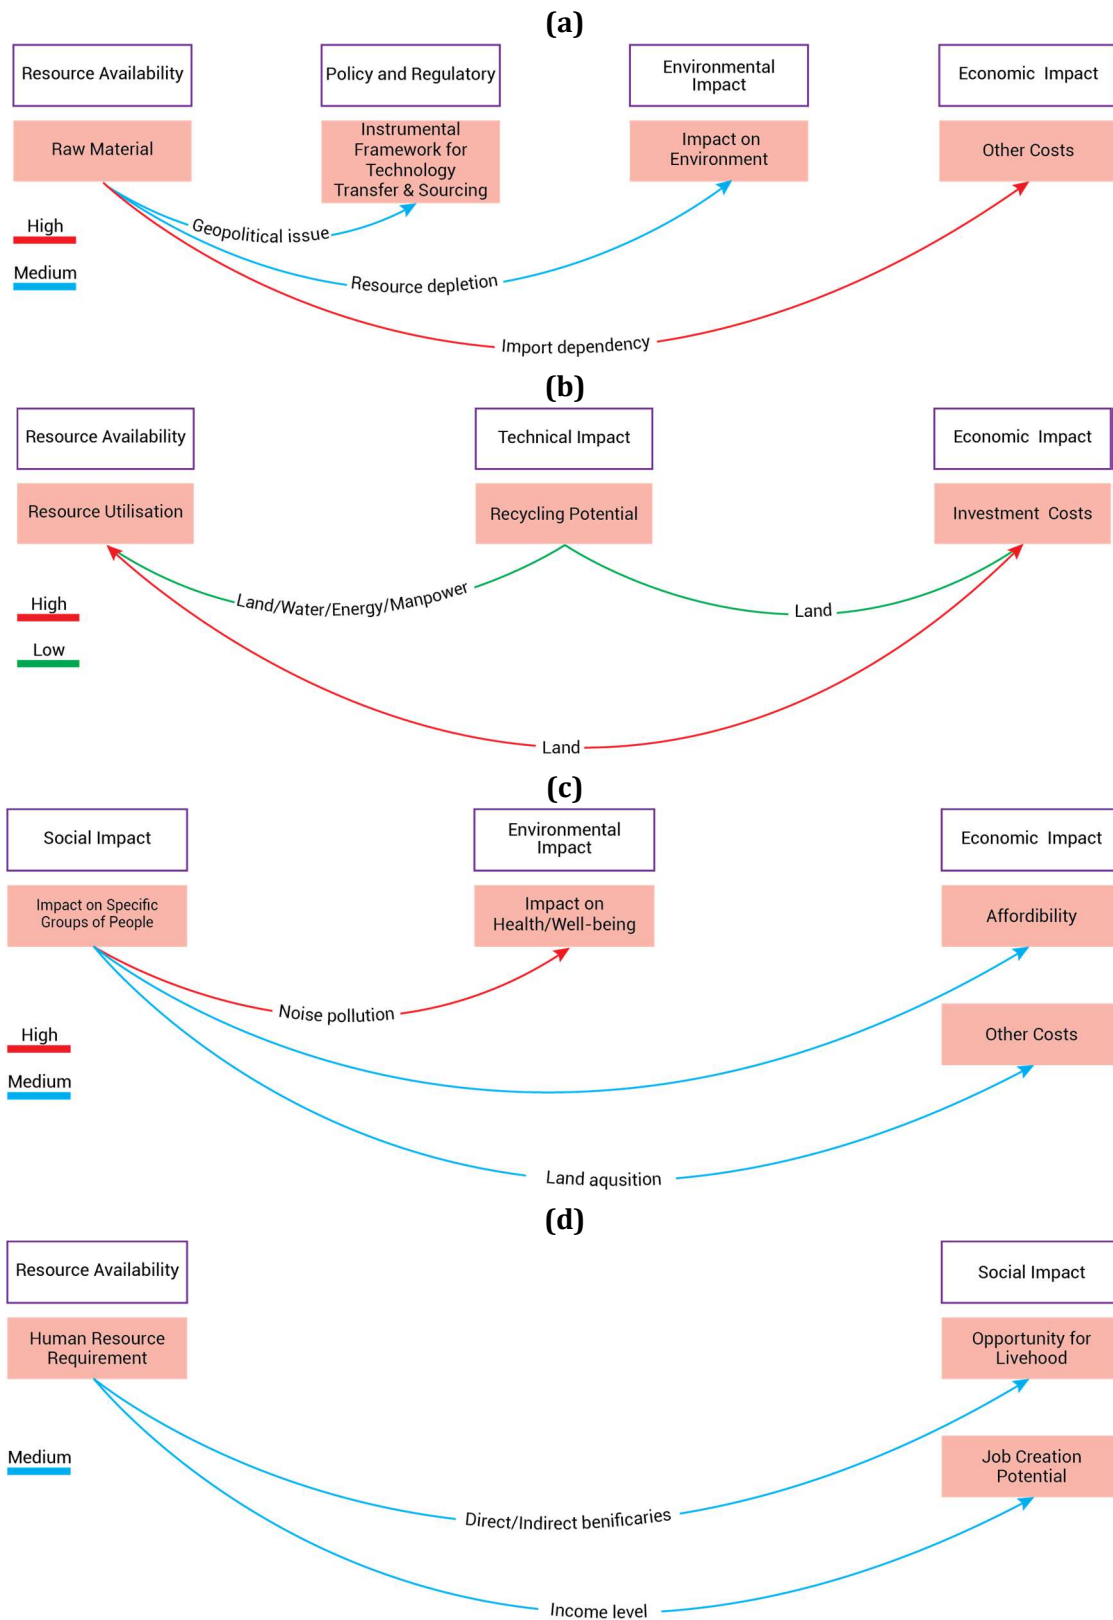 (a)
Resource Availability
Policy and Regulatory
Environmental
Impact
Economic Impact
Raw Material
Instrumental
Framework for
Technology
Transfer & Sourcing
Impact on
Environment
Other Costs
High
Medium
Geopolitical issue
Resource depletion
Import dependency
(b)
Resource Availability
Technical Impact
Economic Impact
Resource Utilisation
Recycling Potential
Investment Costs
High
Low
Land/Water/Energy/Manpower
Land
Land
(c)
Social Impact
Environmental
Impact
Economic Impact
Impact on Specific
Groups of People
Impact on
Health/Well-being
Affordibility
Noise pollution
Other Costs
High
Medium
Land aqusition
(d)
Resource Availability
Social Impact
Human Resource
Requirement
Opportunity for
Livehood
Medium
Job Creation
Potential
Direct/Indirect benificaries
Income level